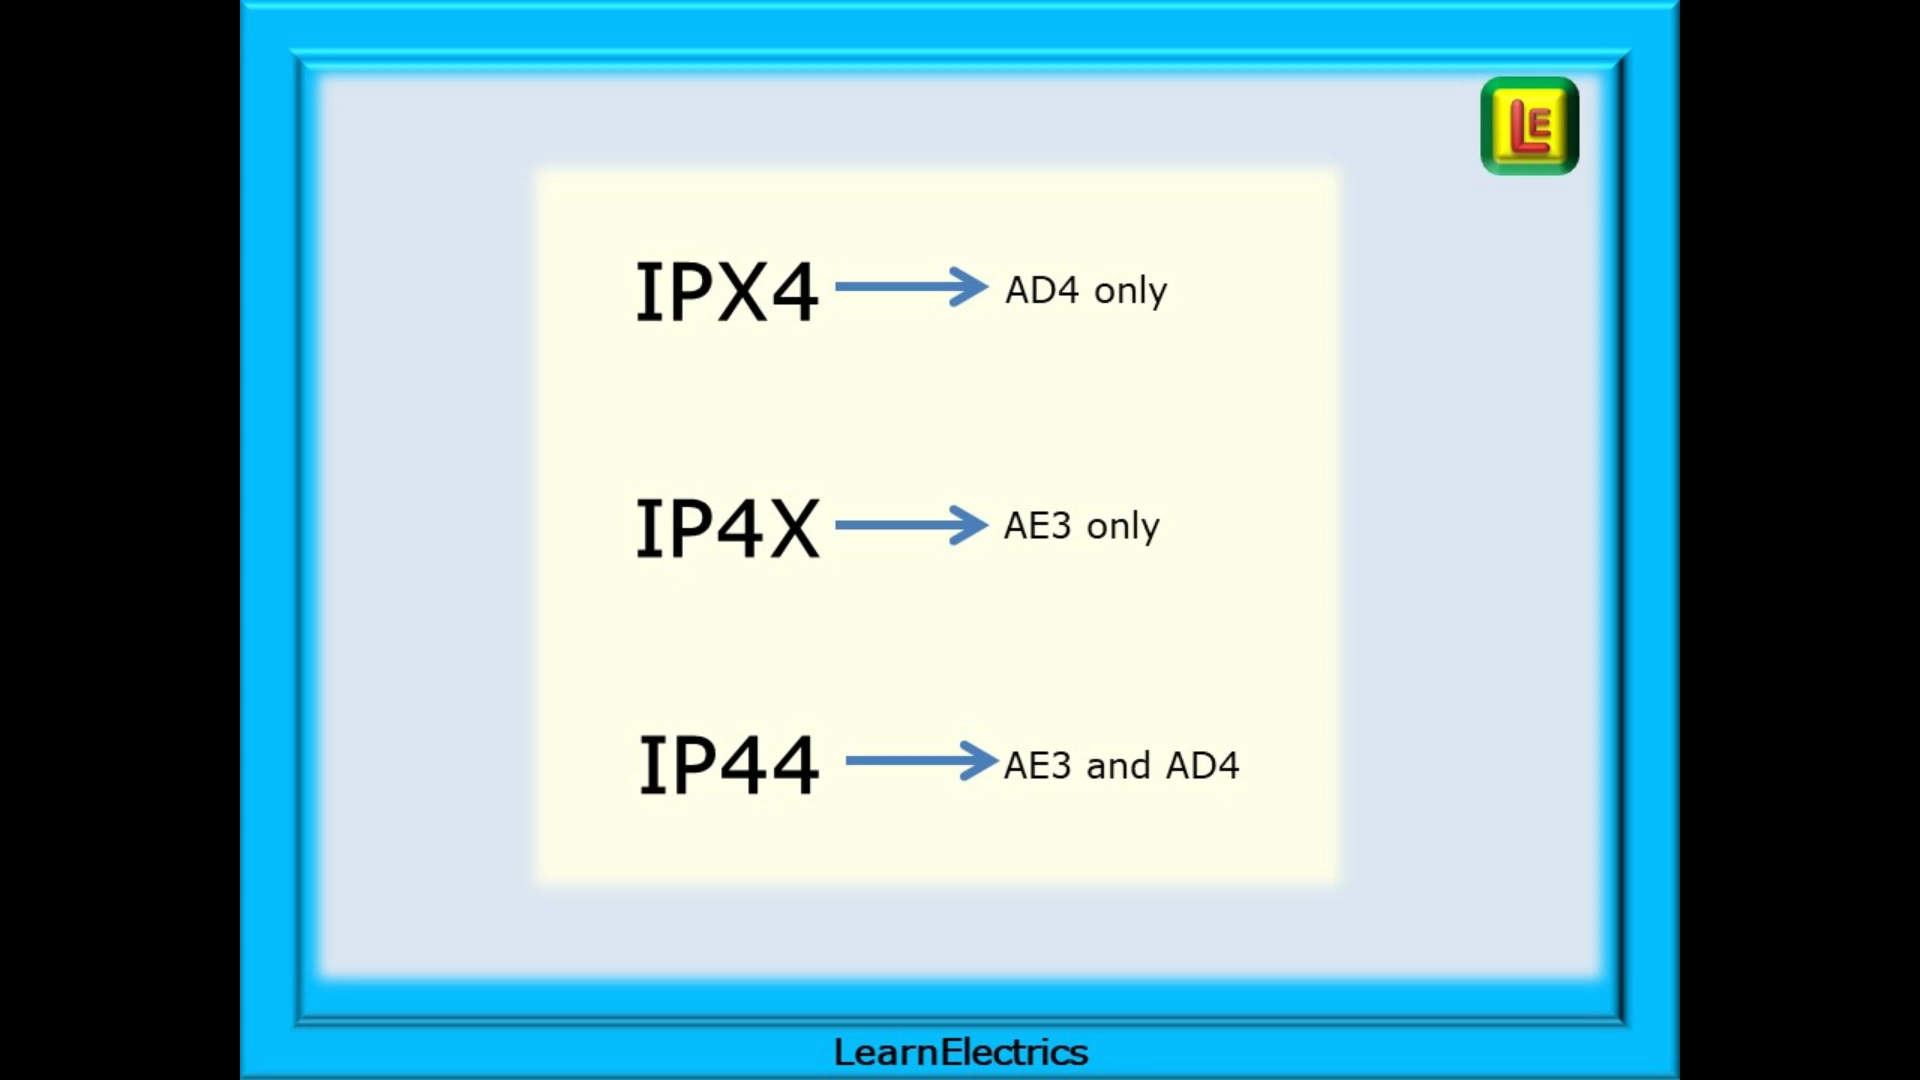 LE
IPX4 AD4 only
IP4X AE3 only
IP44 AE3 and AD4
LearnElectrics